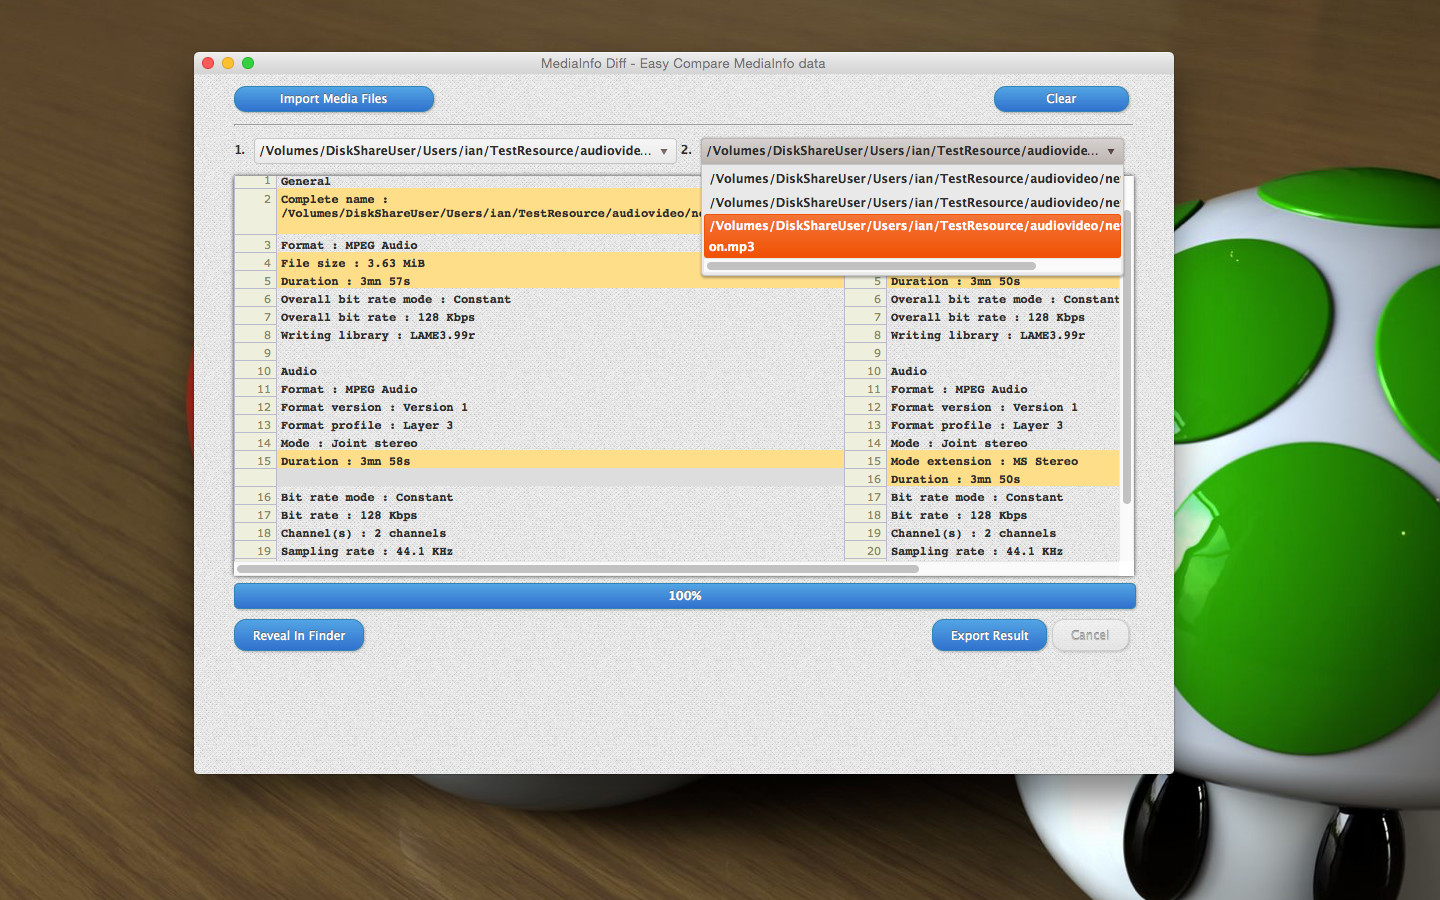 MediaInfo Diff - Easy Compare MediaInfo data
Import Media Files
Clear
1.
/Volumes/DiskShareUser/Users/ian/TestResource/audiovide...
2.
/Volumes/DiskShareUser/Users/ian/TestResource/audiovide...
/Volumes/DiskShareUser/Users/ian/TestResource/audiovideo/ne
/Volumes/DiskShareUser/Users/ian/TestResource/audiovideo/ne
/Volumes/DiskShareUser/Users/ian/TestResource/audiovideo/ne
on.mp3
1 General
2 Complete name :
/Volumes/DiskShareUser/Users/ian/TestResource/audiovideo/ne
3 Format : MPEG Audio
4 File size : 3.63 MiB
5 Duration : 3mn 57s
6 Overall bit rate mode : Constant
7 Overall bit rate : 128 Kbps
8 Writing library : LAME3.99r
9
10 Audio
11 Format : MPEG Audio
12 Format version : Version 1
13 Format profile : Layer 3
14 Mode : Joint stereo
15 Duration : 3mn 58s
16 Bit rate mode : Constant
17 Bit rate : 128 Kbps
18 Channel(s) : 2 channels
19 Sampling rate : 44.1 KHz
5 Duration : 3mn 50s
6 Overall bit rate mode : Constant
7 Overall bit rate : 128 Kbps
8 Writing library : LAME3.99r
9
10 Audio
11 Format : MPEG Audio
12 Format version : Version 1
13 Format profile : Layer 3
14 Mode : Joint stereo
15 Mode extension : MS Stereo
16 Duration : 3mn 50s
17 Bit rate mode : Constant
18 Bit rate : 128 Kbps
19 Channel(s) : 2 channels
20 Sampling rate : 44.1 KHz
100%
Reveal In Finder
Export Result
Cancel